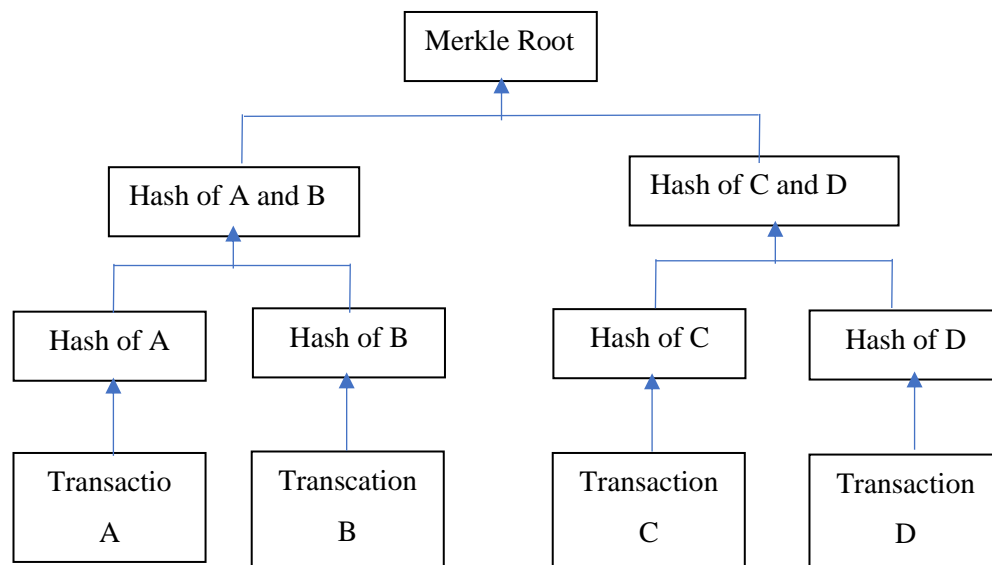 Merkle Root
Hash of A and B
Hash of C and D
Hash of A
Hash of B
Hash of C
Hash of D
Transactio
A
Transcation
B
Transaction
C
Transaction
D